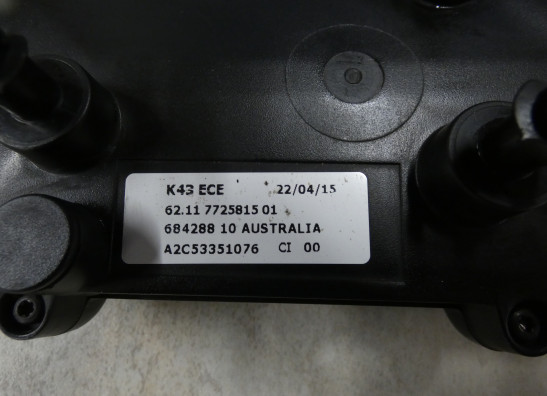 K43 ECE 22/04/15
62.11 7725815 01
684288 10 AUSTRALIA
A2C53351076 CI 00